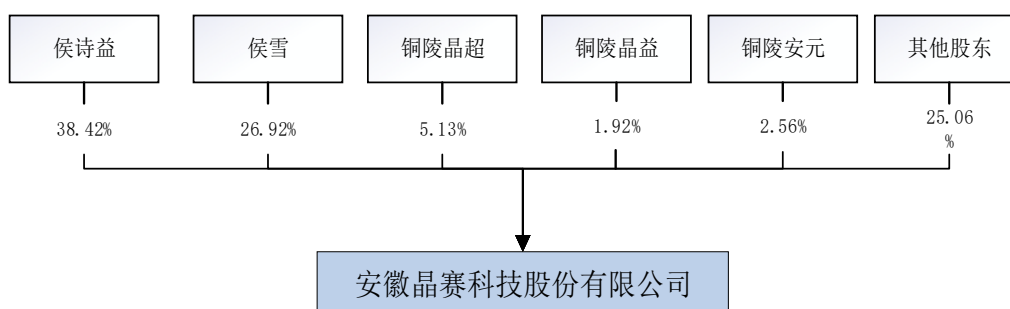 侯诗益
侯雪
铜陵晶超
铜陵晶益
铜陵安元
其他股东
38.42%
26.92%
5.13%
1.92%
2.56%
25.06
%
安徽晶赛科技股份有限公司